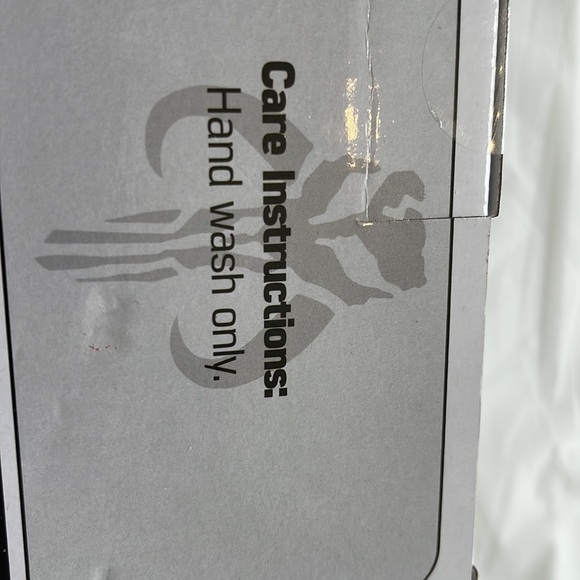 Care Instructions:
Hand wash only.